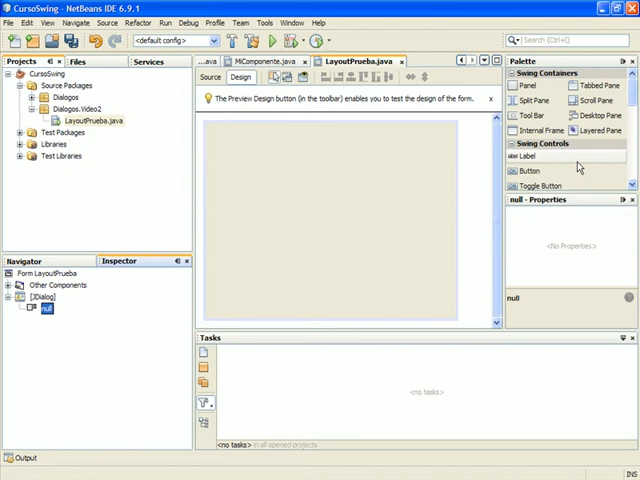 CursoSwing - NetBeans IDE 6.9.1
File Edit View Navigate Source Refactor Run Debug Profile Team Tools Window Help
<default config>
Search (Ctrl+I)
Projects Files Services
...ava MiComponente.java LayoutPrueba.java
Palette
CursoSwing
Source Packages
Dialogos
Dialogos.Video2
LayoutPrueba.java
Test Packages
Libraries
Test Libraries
Source Design
The Preview Design button (in the toolbar) enables you to test the design of the form. x
Swing Containers
Panel Tabbed Pane
Split Pane Scroll Pane
Tool Bar Desktop Pane
Internal Frame Layered Pane
Swing Controls
Label
Button
Toggle Button
null - Properties
<No Properties>
null
Navigator Inspector
Form LayoutPrueba
Other Components
[JDialog]
null
Tasks
<no tasks>
<no tasks> in all opened projects
Output
INS